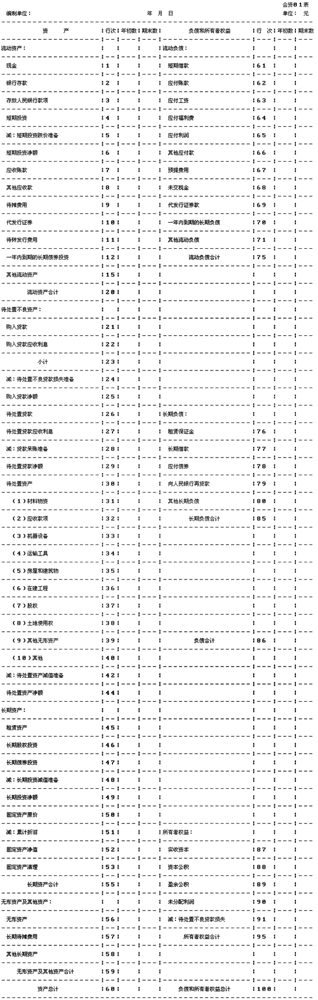 会资01表
编制单位： 年 月 日 单位： 元
资 产 ¦行次¦年初数¦期末数¦ 负债和所有者权益 ¦行 次¦年初数¦期末数
流动资产： ¦ ¦ ¦ ¦流动负债： ¦ ¦ ¦
现金 ¦1 ¦ ¦ ¦ 短期借款 ¦61 ¦ ¦
银行存款 ¦2 ¦ ¦ ¦ 应付账款 ¦62 ¦ ¦
存放人民银行款项 ¦3 ¦ ¦ ¦ 应付工资 ¦63 ¦ ¦
短期投资 ¦4 ¦ ¦ ¦ 应付福利费 ¦64 ¦ ¦
减：短期投资跌价准备 ¦5 ¦ ¦ ¦ 应付利润 ¦65 ¦ ¦
短期投资净额 ¦6 ¦ ¦ ¦ 其他应付款 ¦66 ¦ ¦
应收账款 ¦7 ¦ ¦ ¦ 预提费用 ¦67 ¦ ¦
其他应收款 ¦8 ¦ ¦ ¦ 未交税金 ¦68 ¦ ¦
待摊费用 ¦9 ¦ ¦ ¦ 代发行证券款 ¦69 ¦ ¦
代发行证券 ¦10¦ ¦ ¦ 一年内到期的长期负债 ¦70 ¦ ¦
待转发行费用 ¦11¦ ¦ ¦ 其他流动负债 ¦71 ¦ ¦
一年内到期的长期债券投资 ¦12¦ ¦ ¦ 流动负债合计 ¦75 ¦ ¦
其他流动资产 ¦15¦ ¦ ¦ ¦ ¦ ¦
流动资产合计 ¦20¦ ¦ ¦ ¦ ¦ ¦
待处置不良资产： ¦ ¦ ¦ ¦ ¦ ¦ ¦
购入贷款 ¦21¦ ¦ ¦ ¦ ¦ ¦
购入贷款应收利息 ¦22¦ ¦ ¦ ¦ ¦ ¦
小计 ¦23¦ ¦ ¦ ¦ ¦ ¦
减：待处置不良贷款损失准备 ¦24¦ ¦ ¦ ¦ ¦ ¦
购入贷款净额 ¦25¦ ¦ ¦ ¦ ¦ ¦
待处置贷款 ¦26¦ ¦ ¦长期负债： ¦ ¦ ¦
待处置贷款应收利息 ¦27¦ ¦ ¦ 租赁保证金 ¦76 ¦ ¦
减：贷款呆账准备 ¦28¦ ¦ ¦ 长期借款 ¦77 ¦ ¦
待处置贷款净额 ¦29¦ ¦ ¦ 应付债券 ¦78 ¦ ¦
待处置资产 ¦30¦ ¦ ¦ 向人民银行再贷款 ¦79 ¦ ¦
（1）材料物资 ¦31¦ ¦ ¦ 其他长期负债 ¦80 ¦ ¦
（2）应收款项 ¦32¦ ¦ ¦ 长期负债合计 ¦85 ¦ ¦
（3）机器设备 ¦33¦ ¦ ¦ ¦ ¦ ¦
（4）运输工具 ¦34¦ ¦ ¦ ¦ ¦ ¦
（5）房屋和建筑物 ¦35¦ ¦ ¦ ¦ ¦ ¦
（6）在建工程 ¦36¦ ¦ ¦ ¦ ¦ ¦
（7）股权 ¦37¦ ¦ ¦ ¦ ¦ ¦
（8）土地使用权 ¦38¦ ¦ ¦ ¦ ¦ ¦
（9）其他无形资产 ¦39¦ ¦ ¦ 负债合计 ¦86 ¦ ¦
（10）其他 ¦40¦ ¦ ¦ ¦ ¦ ¦
减：待处置资产减值准备 ¦42¦ ¦ ¦ ¦ ¦ ¦
待处置资产净额 ¦44¦ ¦ ¦ ¦ ¦ ¦
长期资产： ¦ ¦ ¦ ¦ ¦ ¦ ¦
租赁资产 ¦45¦ ¦ ¦ ¦ ¦ ¦
长期股权投资 ¦46¦ ¦ ¦ ¦ ¦ ¦
长期债券投资 ¦47¦ ¦ ¦ ¦ ¦ ¦
减：长期投资减值准备 ¦48¦ ¦ ¦ ¦ ¦ ¦
长期投资净额 ¦49¦ ¦ ¦ ¦ ¦ ¦
固定资产原价 ¦50¦ ¦ ¦ ¦ ¦ ¦
减：累计折旧 ¦51¦ ¦ ¦所有者权益： ¦ ¦ ¦
固定资产净值 ¦52¦ ¦ ¦ 实收资本 ¦87 ¦ ¦
固定资产清理 ¦53¦ ¦ ¦ 资本公积 ¦88 ¦ ¦
长期资产合计 ¦55¦ ¦ ¦ 盈余公积 ¦89 ¦ ¦
无形资产及其他资产： ¦ ¦ ¦ ¦ 未分配利润 ¦90 ¦ ¦
无形资产 ¦56¦ ¦ ¦ 减：待处置不良贷款损失 ¦91 ¦ ¦
长期待摊费用 ¦57¦ ¦ ¦ 所有者权益合计 ¦95 ¦ ¦
其他长期资产 ¦58¦ ¦ ¦ ¦ ¦ ¦
无形资产及其他资产合计 ¦59¦ ¦ ¦ ¦ ¦ ¦
资产总计 ¦60¦ ¦ ¦ 负债和所有者权益总计 ¦100¦ ¦